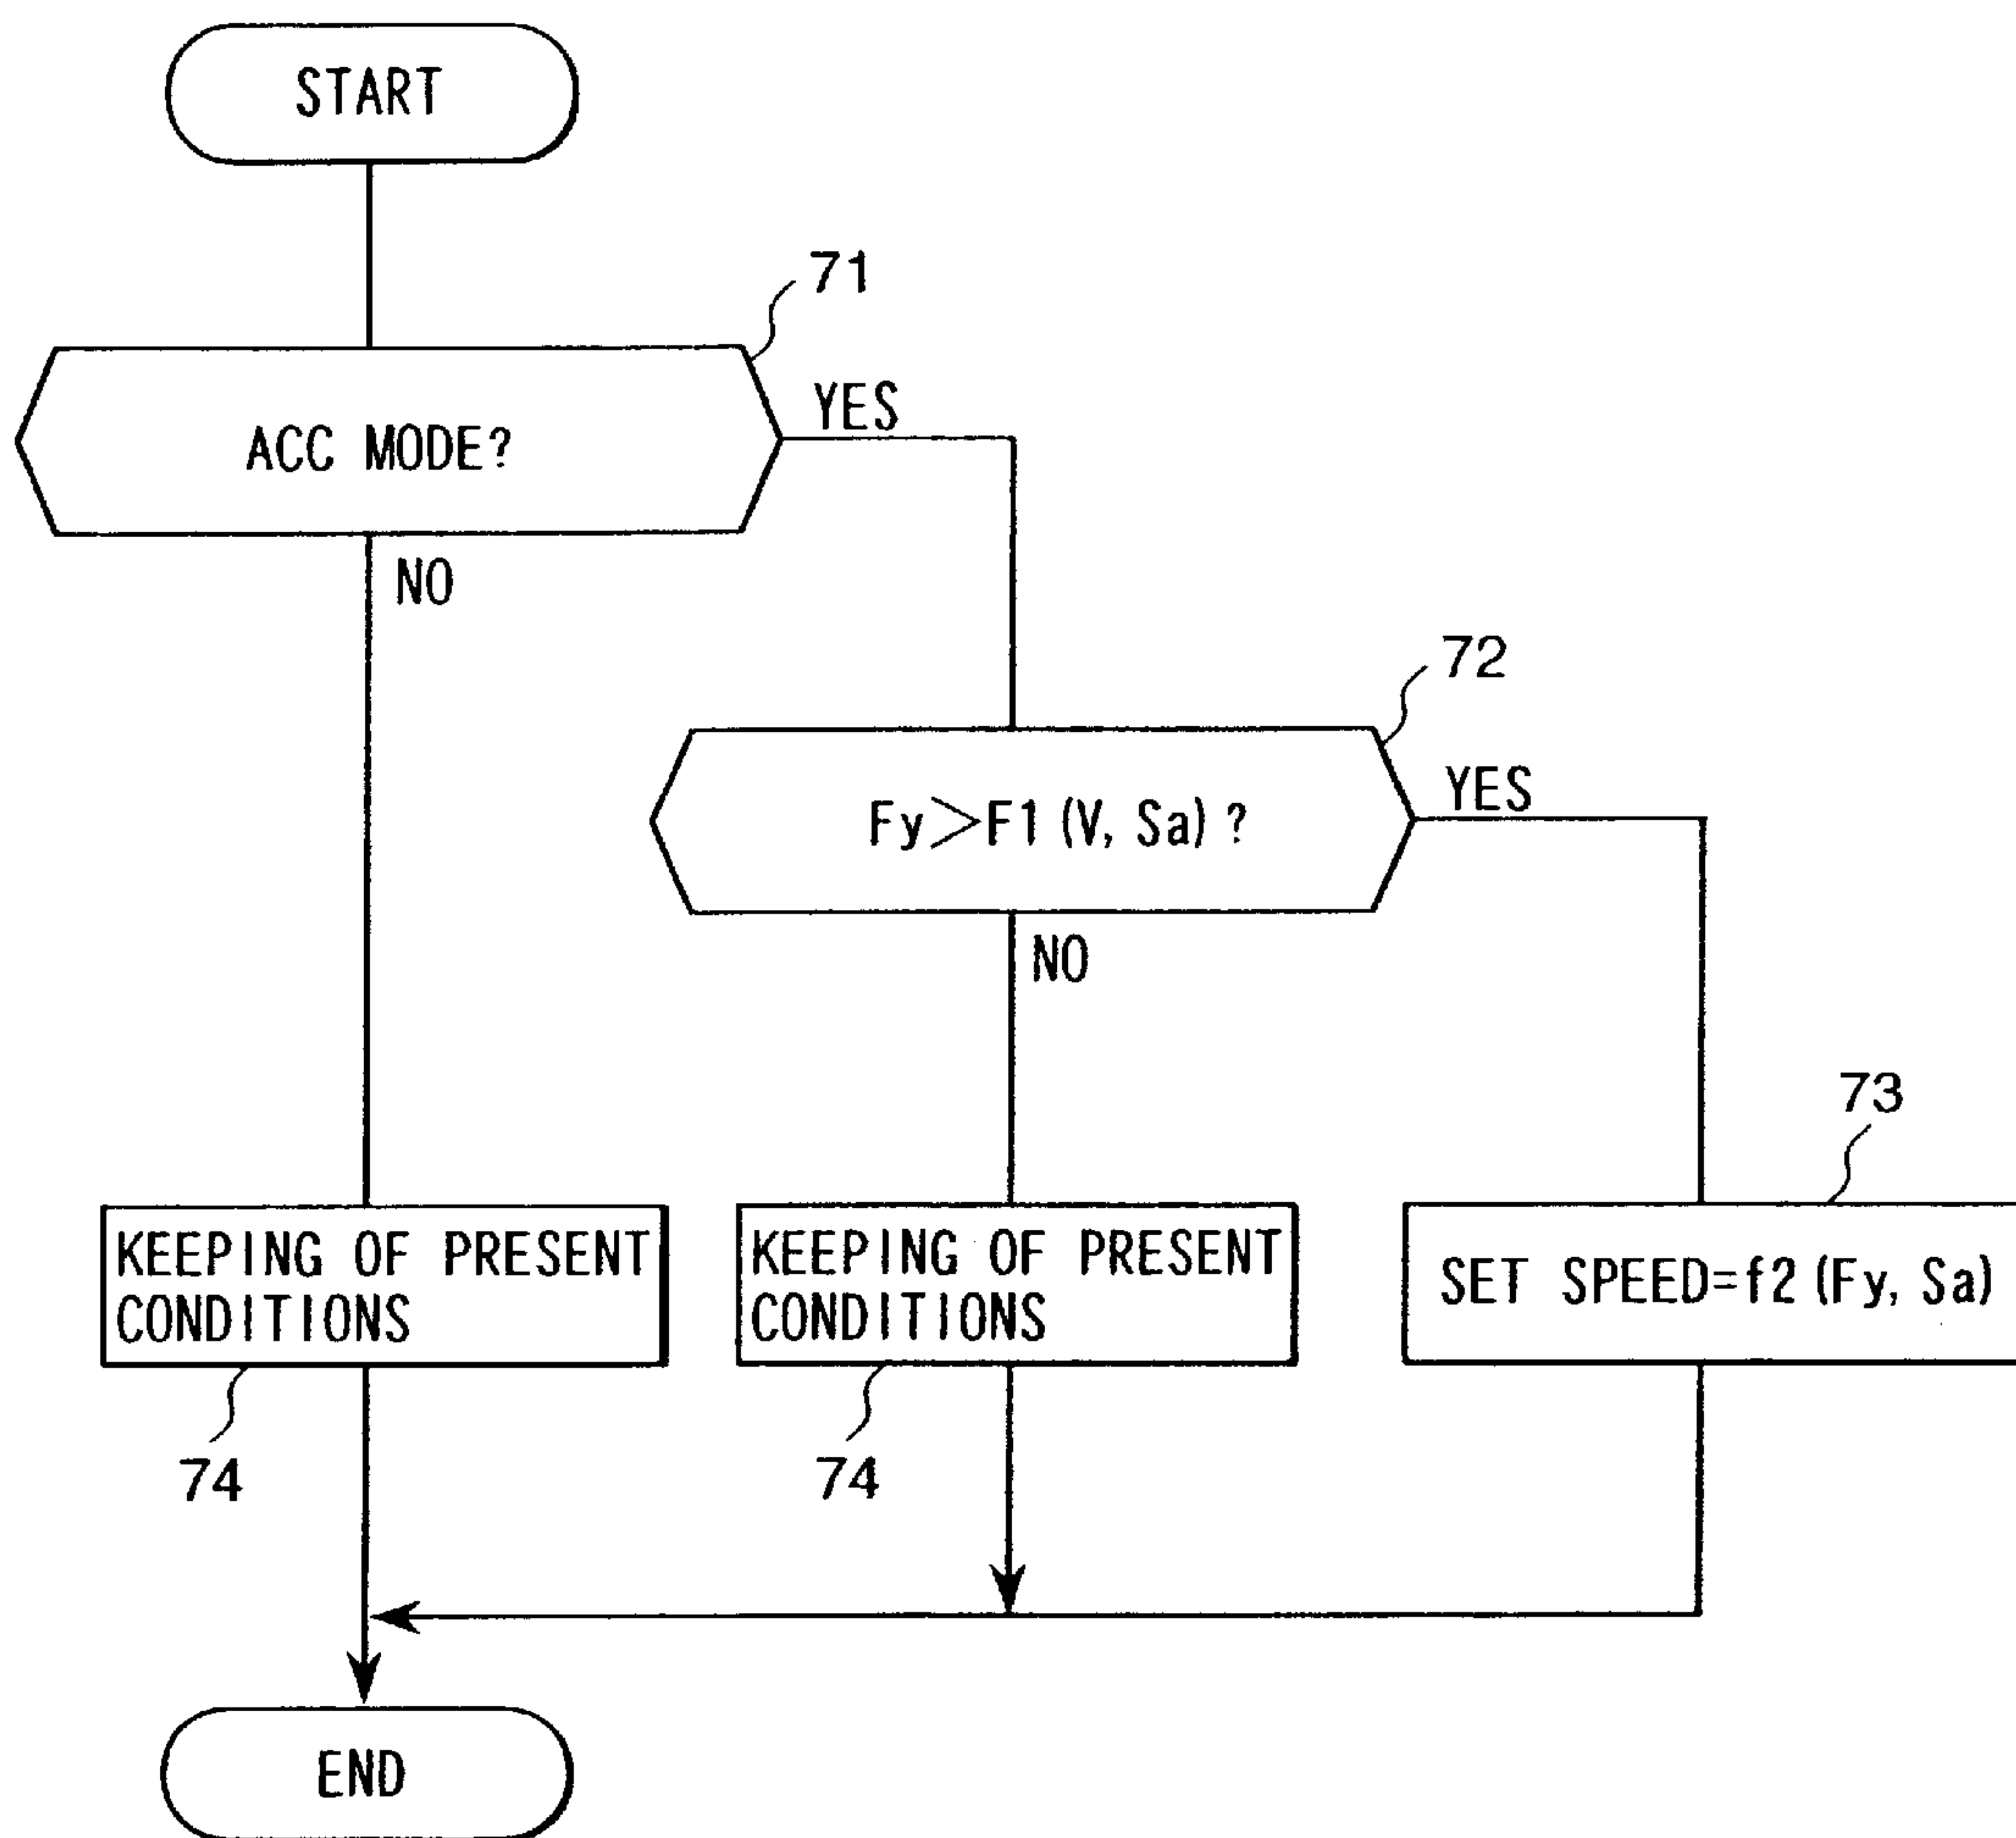 START
71
YES
ACC MODE?
NO
72
YES
Fy>F1(V, Sa)?
NO
73
KEEPING OF PRESENT
CONDITIONS
KEEPING OF PRESENT
CONDITIONS
SET SPEED=f2(Fy, Sa)
74
74
END